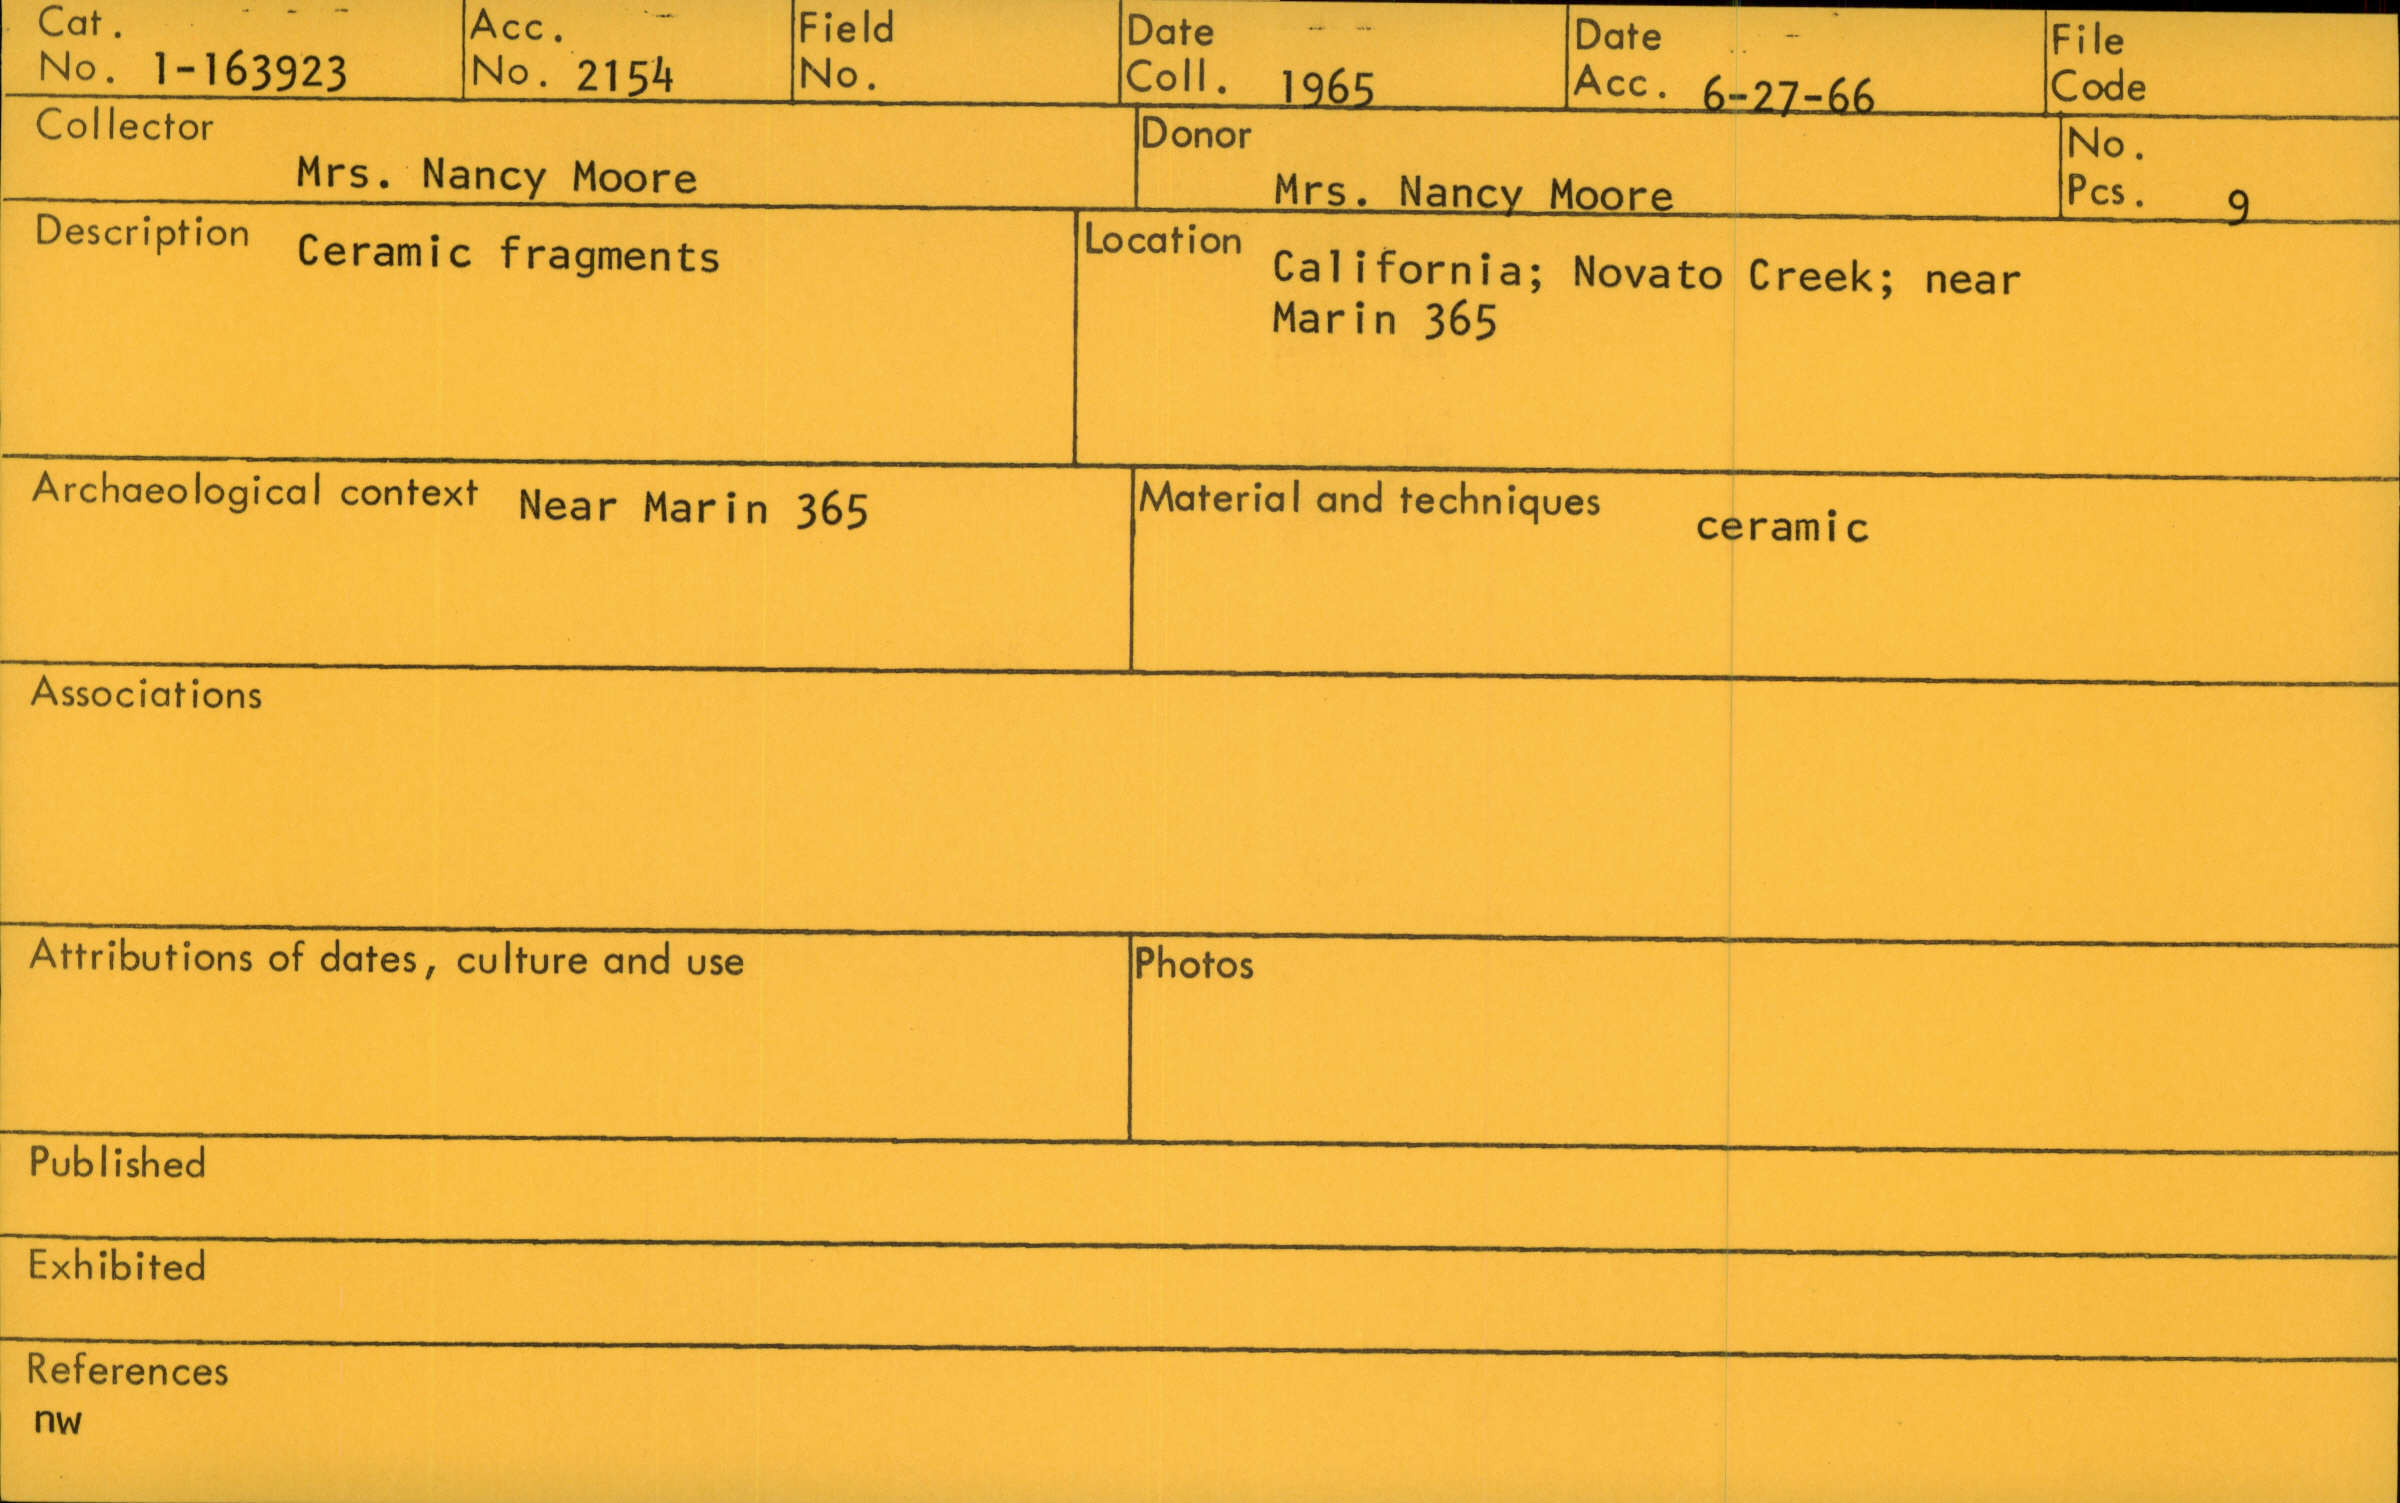 Cat. No. 1-163923
Acc. No. 2154
Field No.
Date Coll. 1965
Date Acc. 6-27-66
File Code
Collector
Mrs. Nancy Moore
Donor
Mrs. Nancy Moore
No. Pcs. 9
Description Ceramic fragments
Location California; Novato Creek; near
Marin 365
Archaeological context Near Marin 365
Material and techniques ceramic
Associations
Attributions of dates, culture and use
Photos
Published
Exhibited
References
nw